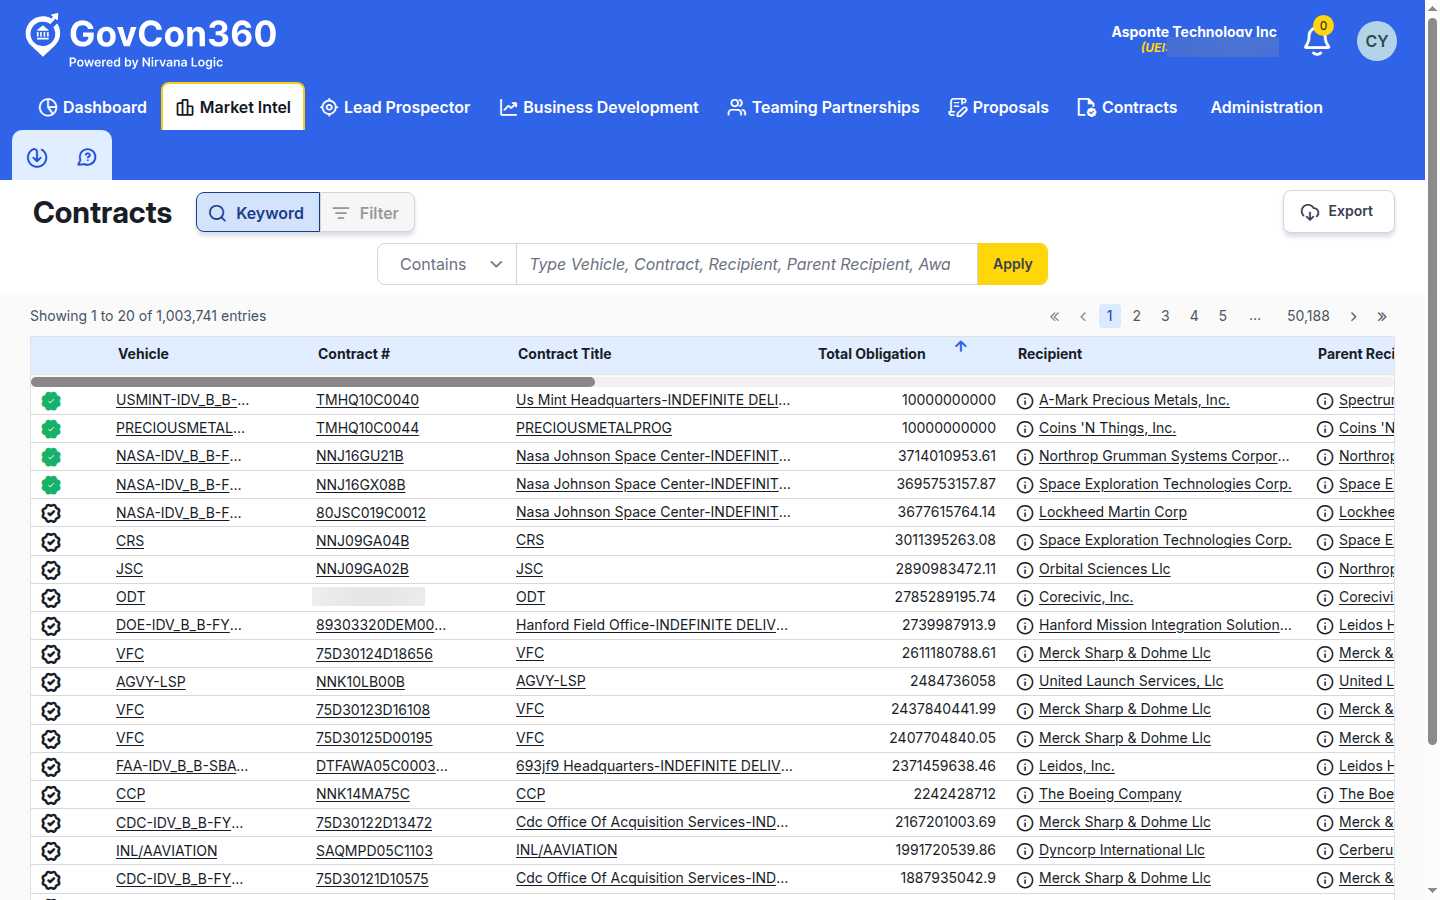 GovCon360
Powered by Nirvana Logic
Asponte Technology Inc
(UEI:
0
CY
Dashboard Market Intel Lead Prospector Business Development Teaming Partnerships Proposals Contracts Administration
Contracts Keyword Filter Export
Contains Type Vehicle, Contract, Recipient, Parent Recipient, Awa Apply
Showing 1 to 20 of 1,003,741 entries « ‹ 1 2 3 4 5 ... 50,188 › »
Vehicle Contract # Contract Title Total Obligation Recipient Parent Reci
USMINT-IDV_B_B-... TMHQ10C0040 Us Mint Headquarters-INDEFINITE DELI... 10000000000 A-Mark Precious Metals, Inc. Spectrur
PRECIOUSMETAL... TMHQ10C0044 PRECIOUSMETALPROG 10000000000 Coins 'N Things, Inc. Coins 'N
NASA-IDV_B_B-F... NNJ16GU21B Nasa Johnson Space Center-INDEFINIT... 3714010953.61 Northrop Grumman Systems Corpor... Northrop
NASA-IDV_B_B-F... NNJ16GX08B Nasa Johnson Space Center-INDEFINIT... 3695753157.87 Space Exploration Technologies Corp. Space E
NASA-IDV_B_B-F... 80JSC019C0012 Nasa Johnson Space Center-INDEFINIT... 3677615764.14 Lockheed Martin Corp Lockhee
CRS NNJ09GA04B CRS 3011395263.08 Space Exploration Technologies Corp. Space E
JSC NNJ09GA02B JSC 2890983472.11 Orbital Sciences Llc Northrop
ODT ODT 2785289195.74 Corecivic, Inc. Corecivi
DOE-IDV_B_B-FY... 89303320DEM00... Hanford Field Office-INDEFINITE DELIV... 2739987913.9 Hanford Mission Integration Solution... Leidos H
VFC 75D30124D18656 VFC 2611180788.61 Merck Sharp & Dohme Llc Merck &
AGVY-LSP NNK10LB00B AGVY-LSP 2484736058 United Launch Services, Llc United L
VFC 75D30123D16108 VFC 2437840441.99 Merck Sharp & Dohme Llc Merck &
VFC 75D30125D00195 VFC 2407704840.05 Merck Sharp & Dohme Llc Merck &
FAA-IDV_B_B-SBA... DTFAWA05C0003... 693jf9 Headquarters-INDEFINITE DELIV... 2371459638.46 Leidos, Inc. Leidos H
CCP NNK14MA75C CCP 2242428712 The Boeing Company The Boe
CDC-IDV_B_B-FY... 75D30122D13472 Cdc Office Of Acquisition Services-IND... 2167201003.69 Merck Sharp & Dohme Llc Merck &
INL/AAVIATION SAQMPD05C1103 INL/AAVIATION 1991720539.86 Dyncorp International Llc Cerberu
CDC-IDV_B_B-FY... 75D30121D10575 Cdc Office Of Acquisition Services-IND... 1887935042.9 Merck Sharp & Dohme Llc Merck &